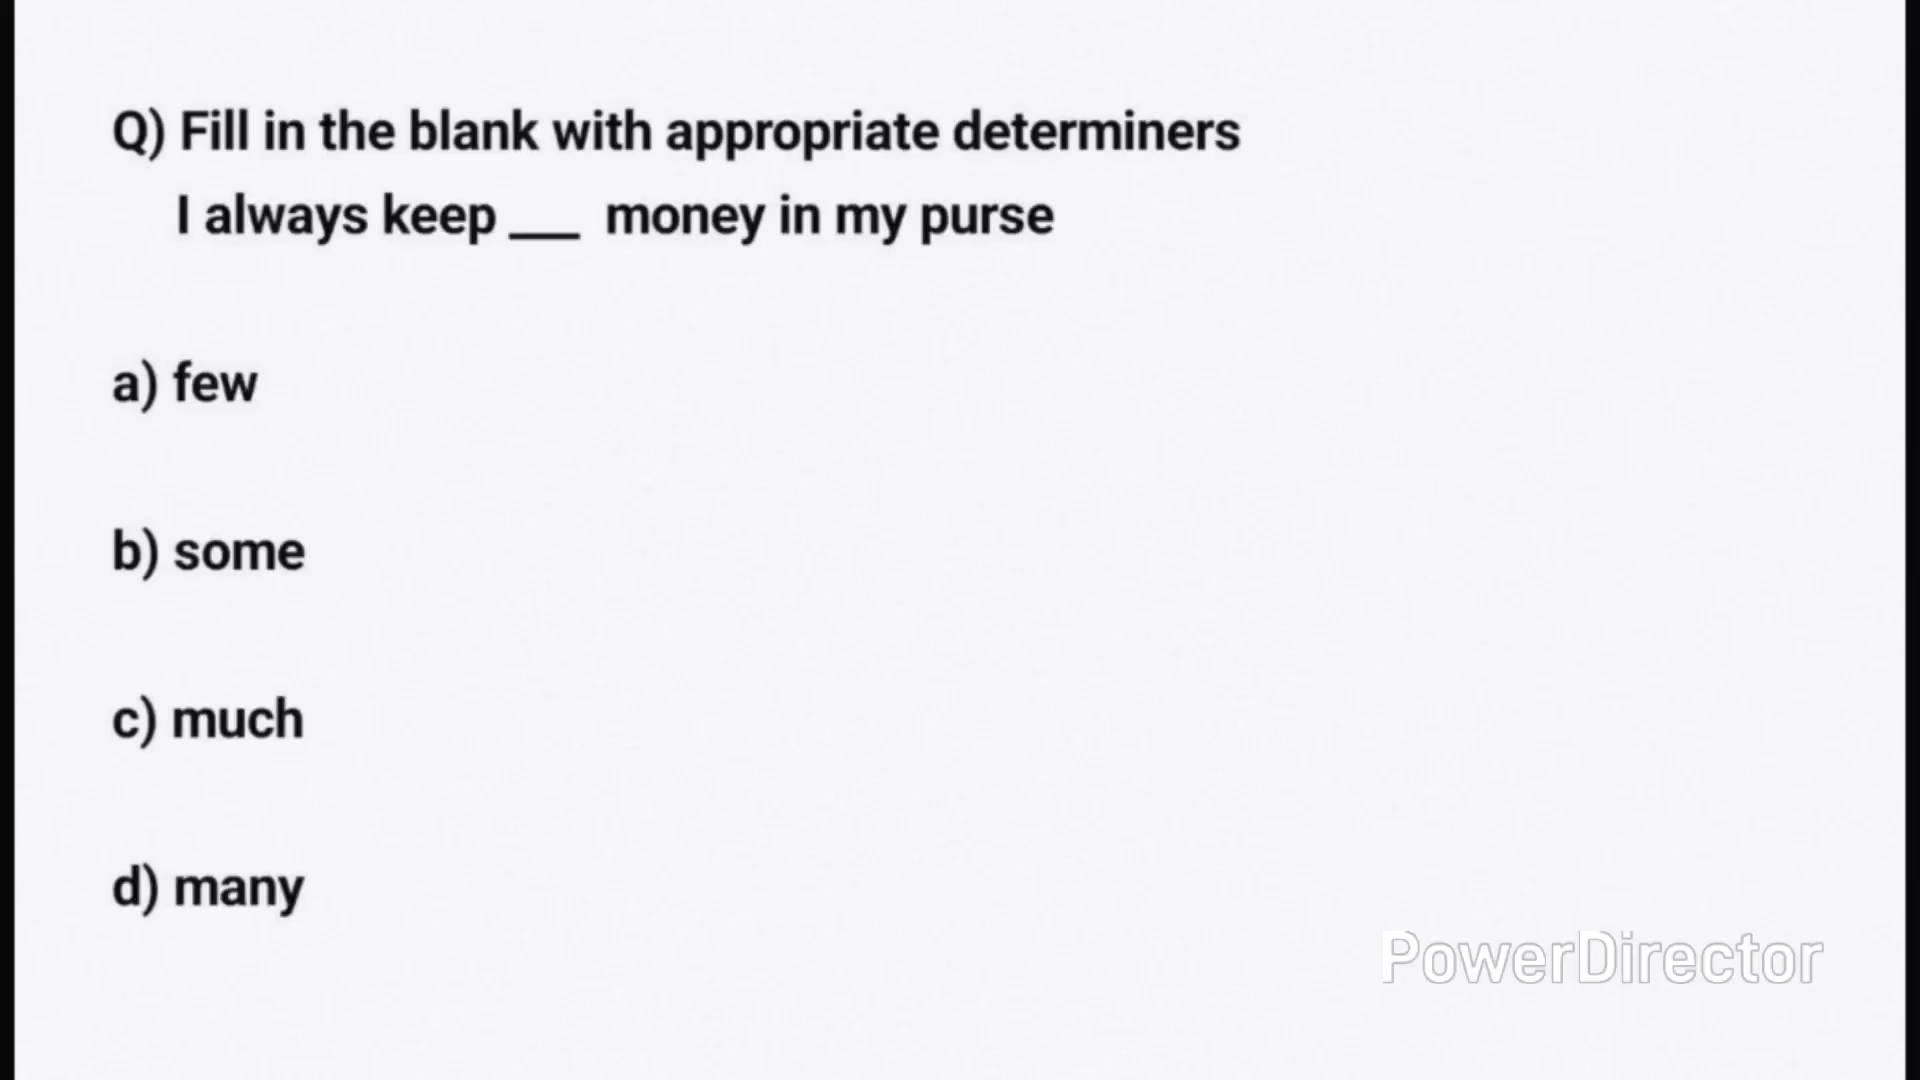 Q) Fill in the blank with appropriate determiners
I always keep ___ money in my purse
a) few
b) some
c) much
d) many
PowerDirector